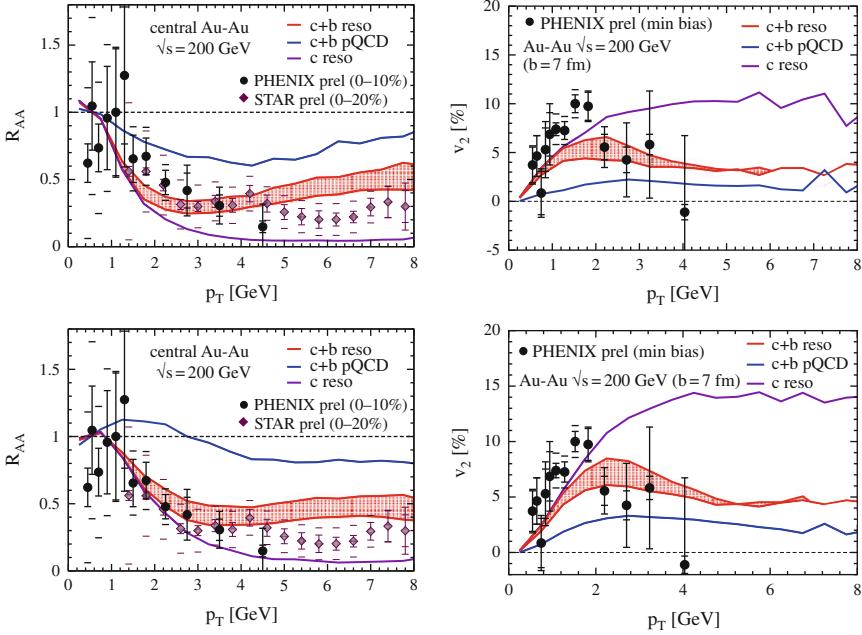 central Au-Au
√s = 200 GeV
c+b reso
c+b pQCD
c reso
PHENIX prel (0–10%)
STAR prel (0–20%)
R_AA
1.5
1
0.5
0
0 1 2 3 4 5 6 7 8
p_T [GeV]
PHENIX prel (min bias)
Au-Au √s = 200 GeV
(b = 7 fm)
c+b reso
c+b pQCD
c reso
v_2 [%]
20
15
10
5
0
-5
0 1 2 3 4 5 6 7 8
p_T [GeV]
central Au-Au
√s = 200 GeV
c+b reso
c+b pQCD
c reso
PHENIX prel (0–10%)
STAR prel (0–20%)
R_AA
1.5
1
0.5
0
0 1 2 3 4 5 6 7 8
p_T [GeV]
PHENIX prel (min bias)
Au-Au √s = 200 GeV (b = 7 fm)
c+b reso
c+b pQCD
c reso
v_2 [%]
20
15
10
5
0
0 1 2 3 4 5 6 7 8
p_T [GeV]